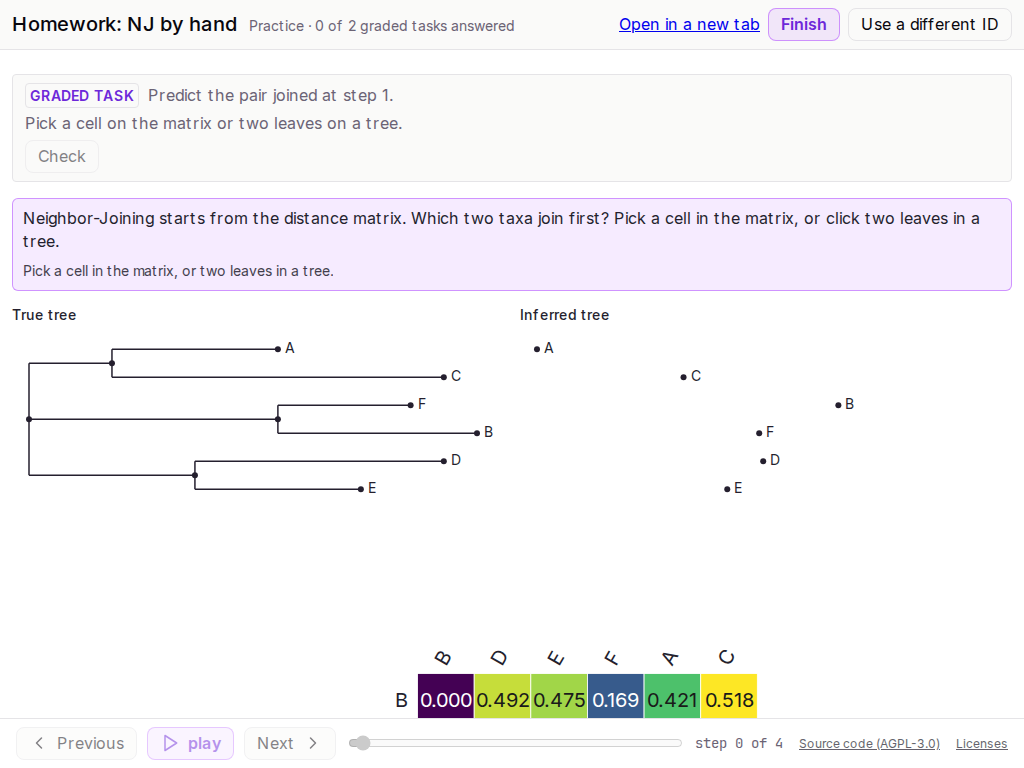 Homework: NJ by hand Practice · 0 of 2 graded tasks answered Open in a new tab Finish Use a different ID
GRADED TASK Predict the pair joined at step 1.
Pick a cell on the matrix or two leaves on a tree.
Check
Neighbor-Joining starts from the distance matrix. Which two taxa join first? Pick a cell in the matrix, or click two leaves in a
tree.
Pick a cell in the matrix, or two leaves in a tree.
True tree Inferred tree
A A
C C
F B
B F
D D
E E
B D E F A C
B 0.000 0.492 0.475 0.169 0.421 0.518
Previous play Next step 0 of 4 Source code (AGPL-3.0) Licenses